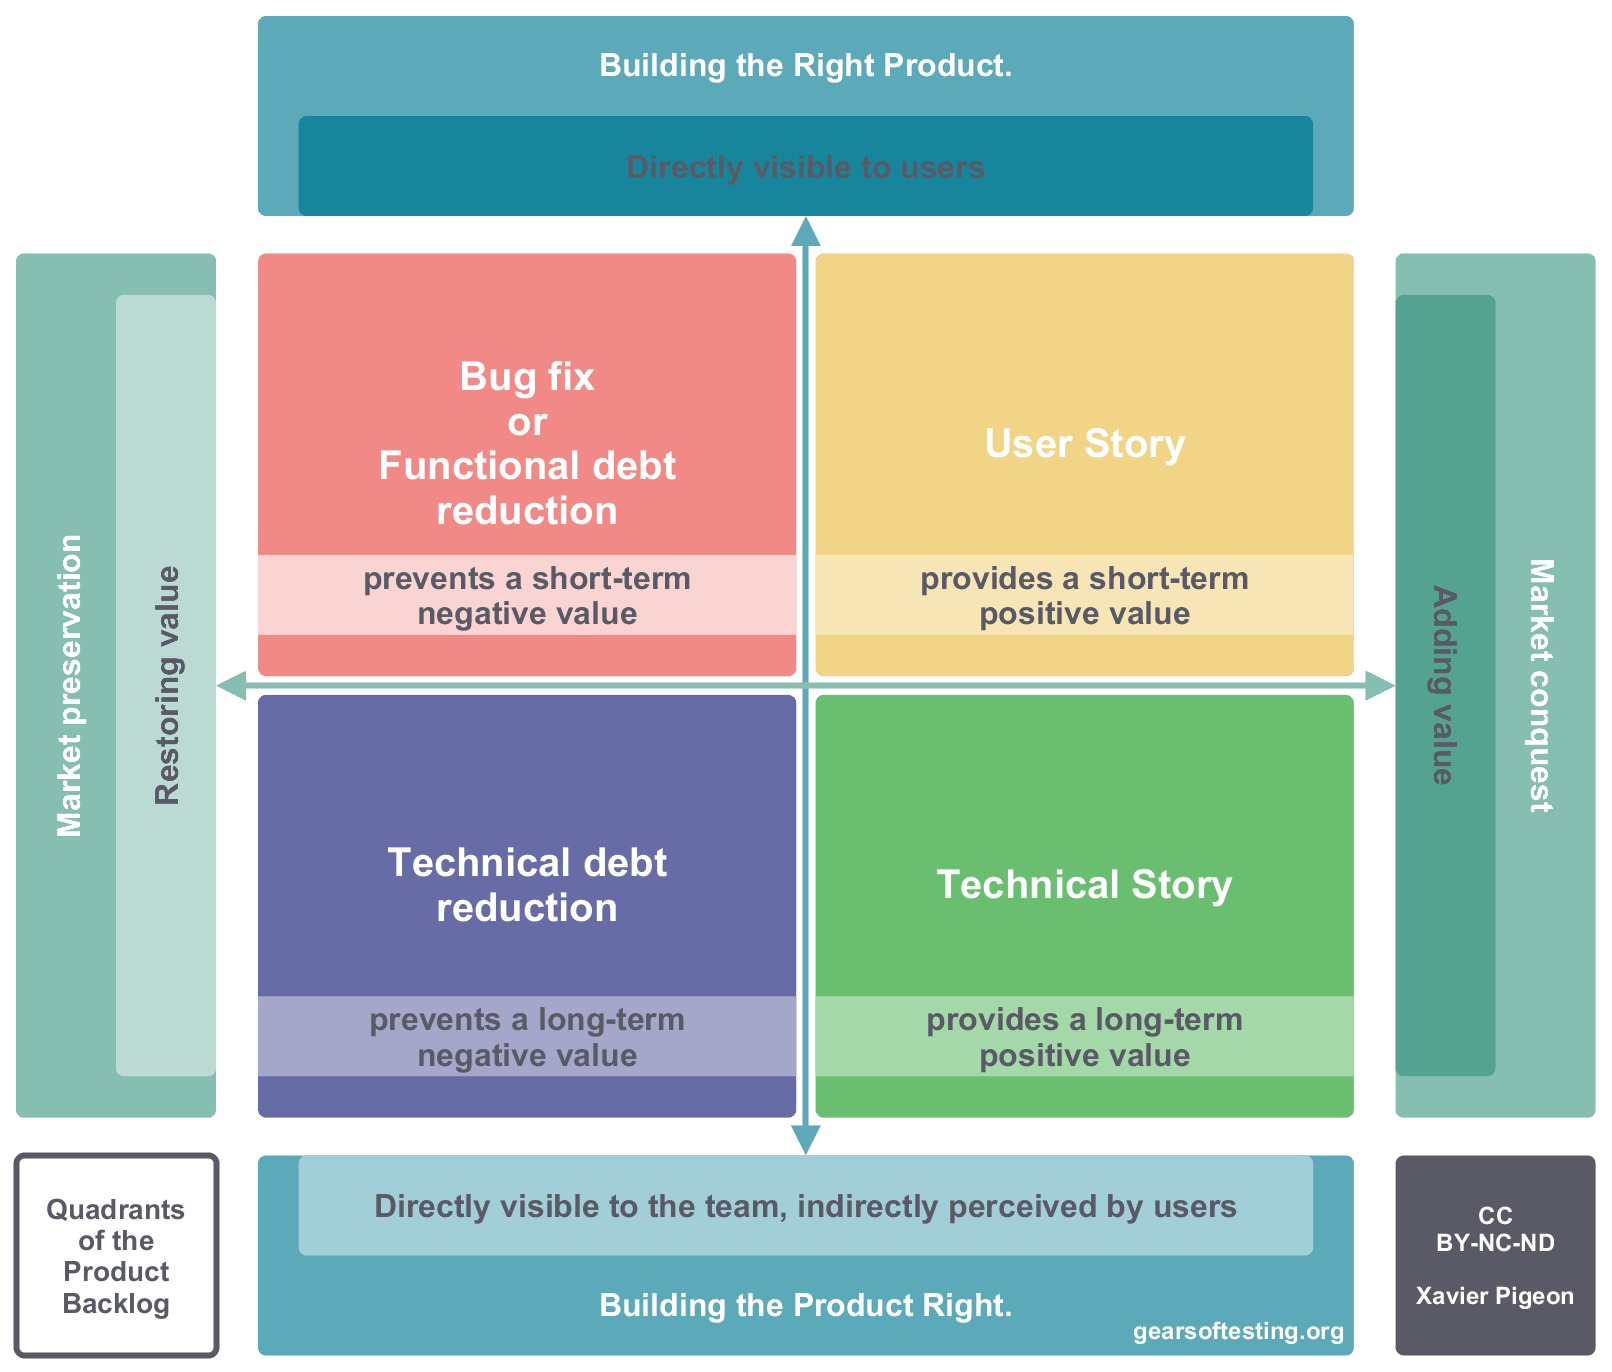 Building the Right Product.
Directly visible to users
Market preservation
Restoring value
Bug fix
or
Functional debt
reduction
prevents a short-term
negative value
User Story
provides a short-term
positive value
Adding value
Market conquest
Technical debt
reduction
prevents a long-term
negative value
Technical Story
provides a long-term
positive value
Quadrants
of the
Product
Backlog
Directly visible to the team, indirectly perceived by users
Building the Product Right.
gearsoftesting.org
CC
BY-NC-ND
Xavier Pigeon